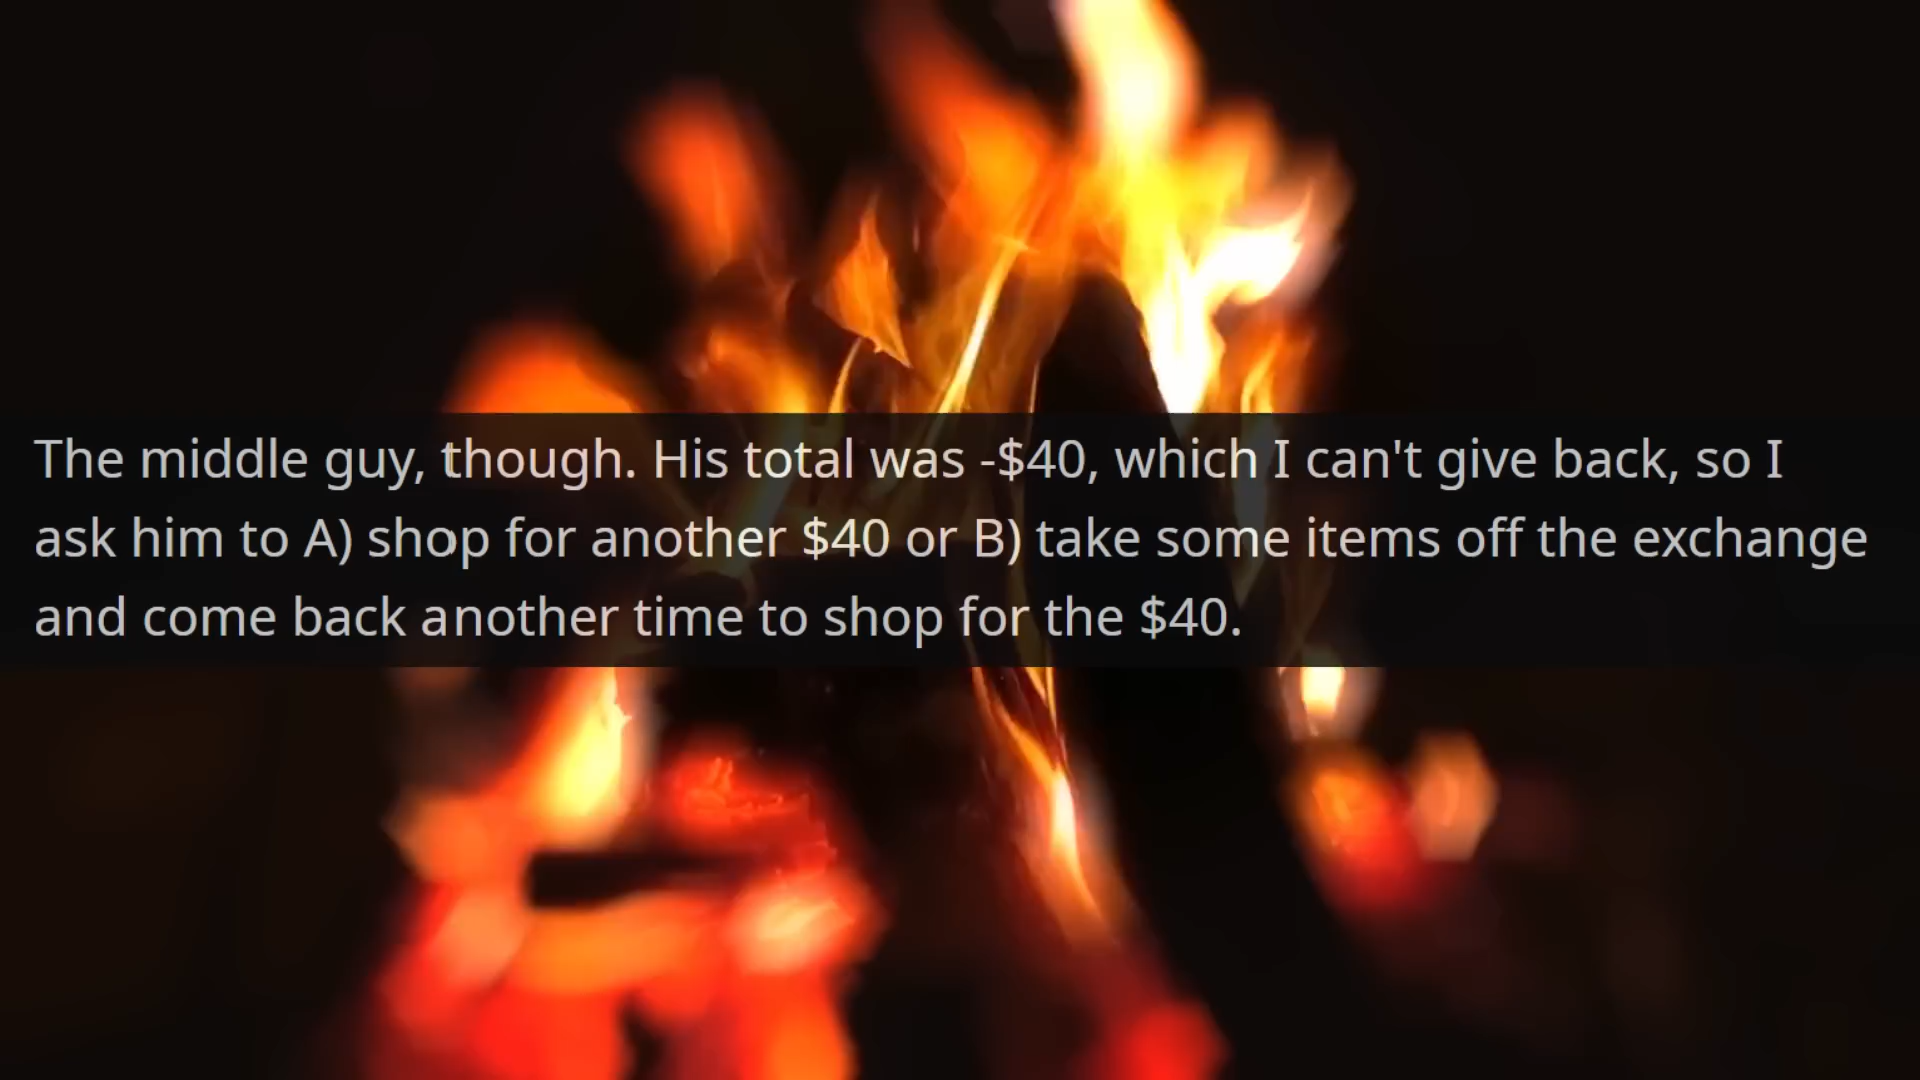 The middle guy, though. His total was -$40, which I can't give back, so I
ask him to A) shop for another $40 or B) take some items off the exchange
and come back another time to shop for the $40.